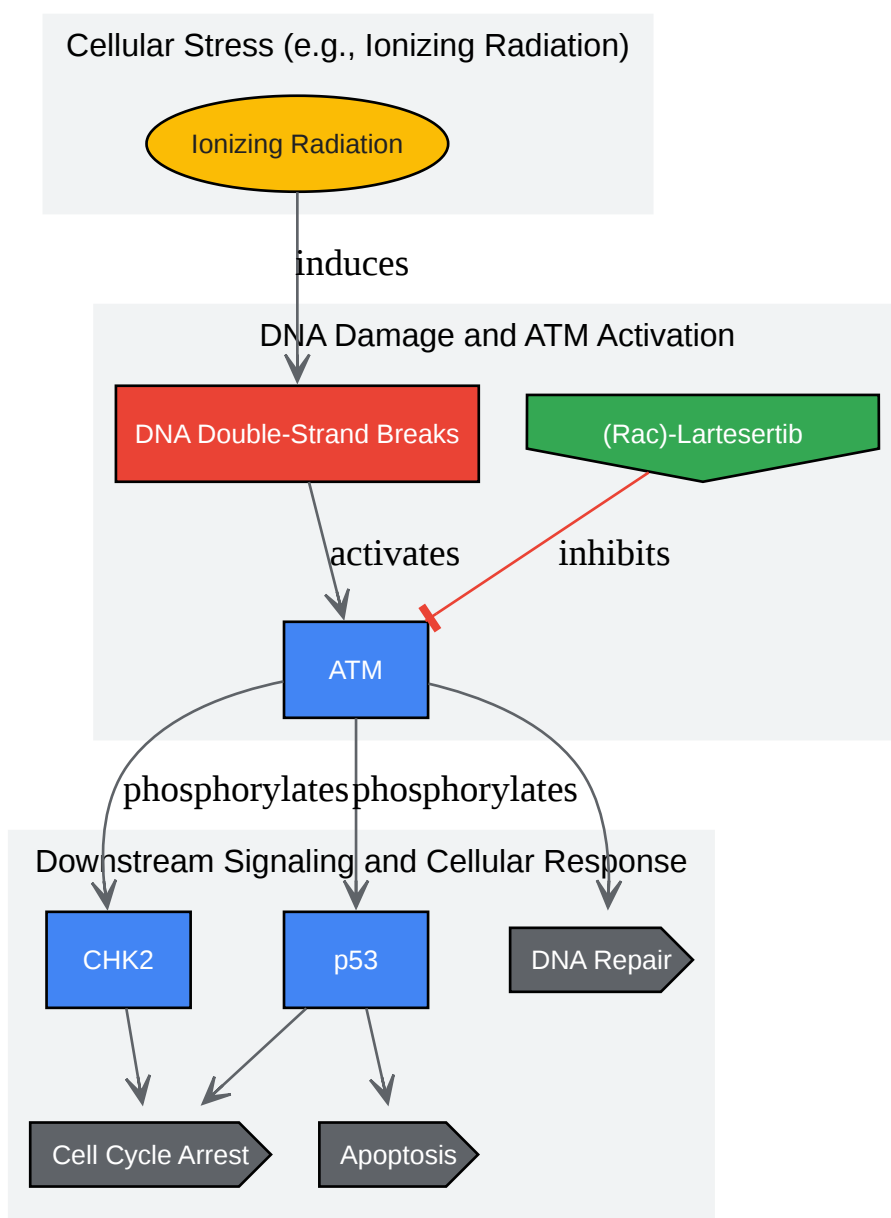 Cellular Stress (e.g., Ionizing Radiation)
Ionizing Radiation
induces
DNA Damage and ATM Activation
DNA Double-Strand Breaks
(Rac)-Lartesertib
activates
inhibits
ATM
phosphorylates
phosphorylates
Downstream Signaling and Cellular Response
CHK2
p53
DNA Repair
Cell Cycle Arrest
Apoptosis